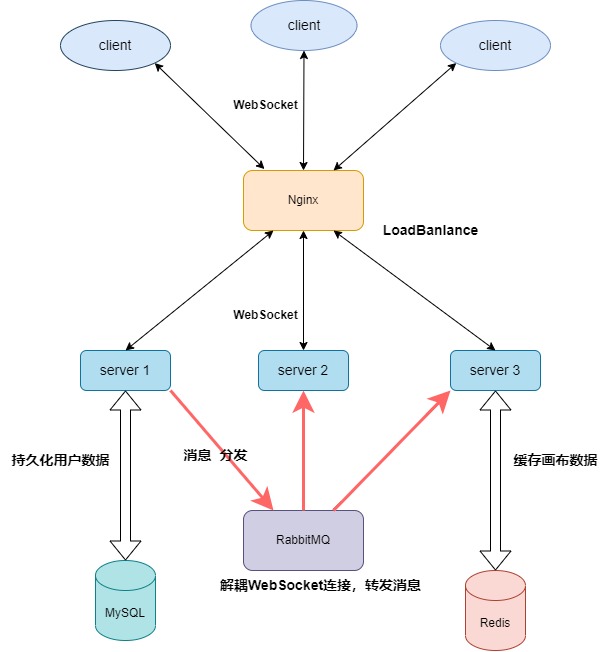 client
client
client
WebSocket
Nginx
LoadBanlance
WebSocket
server 1
server 2
server 3
持久化用户数据
消息 分发
缓存画布数据
RabbitMQ
解耦WebSocket连接，转发消息
MySQL
Redis